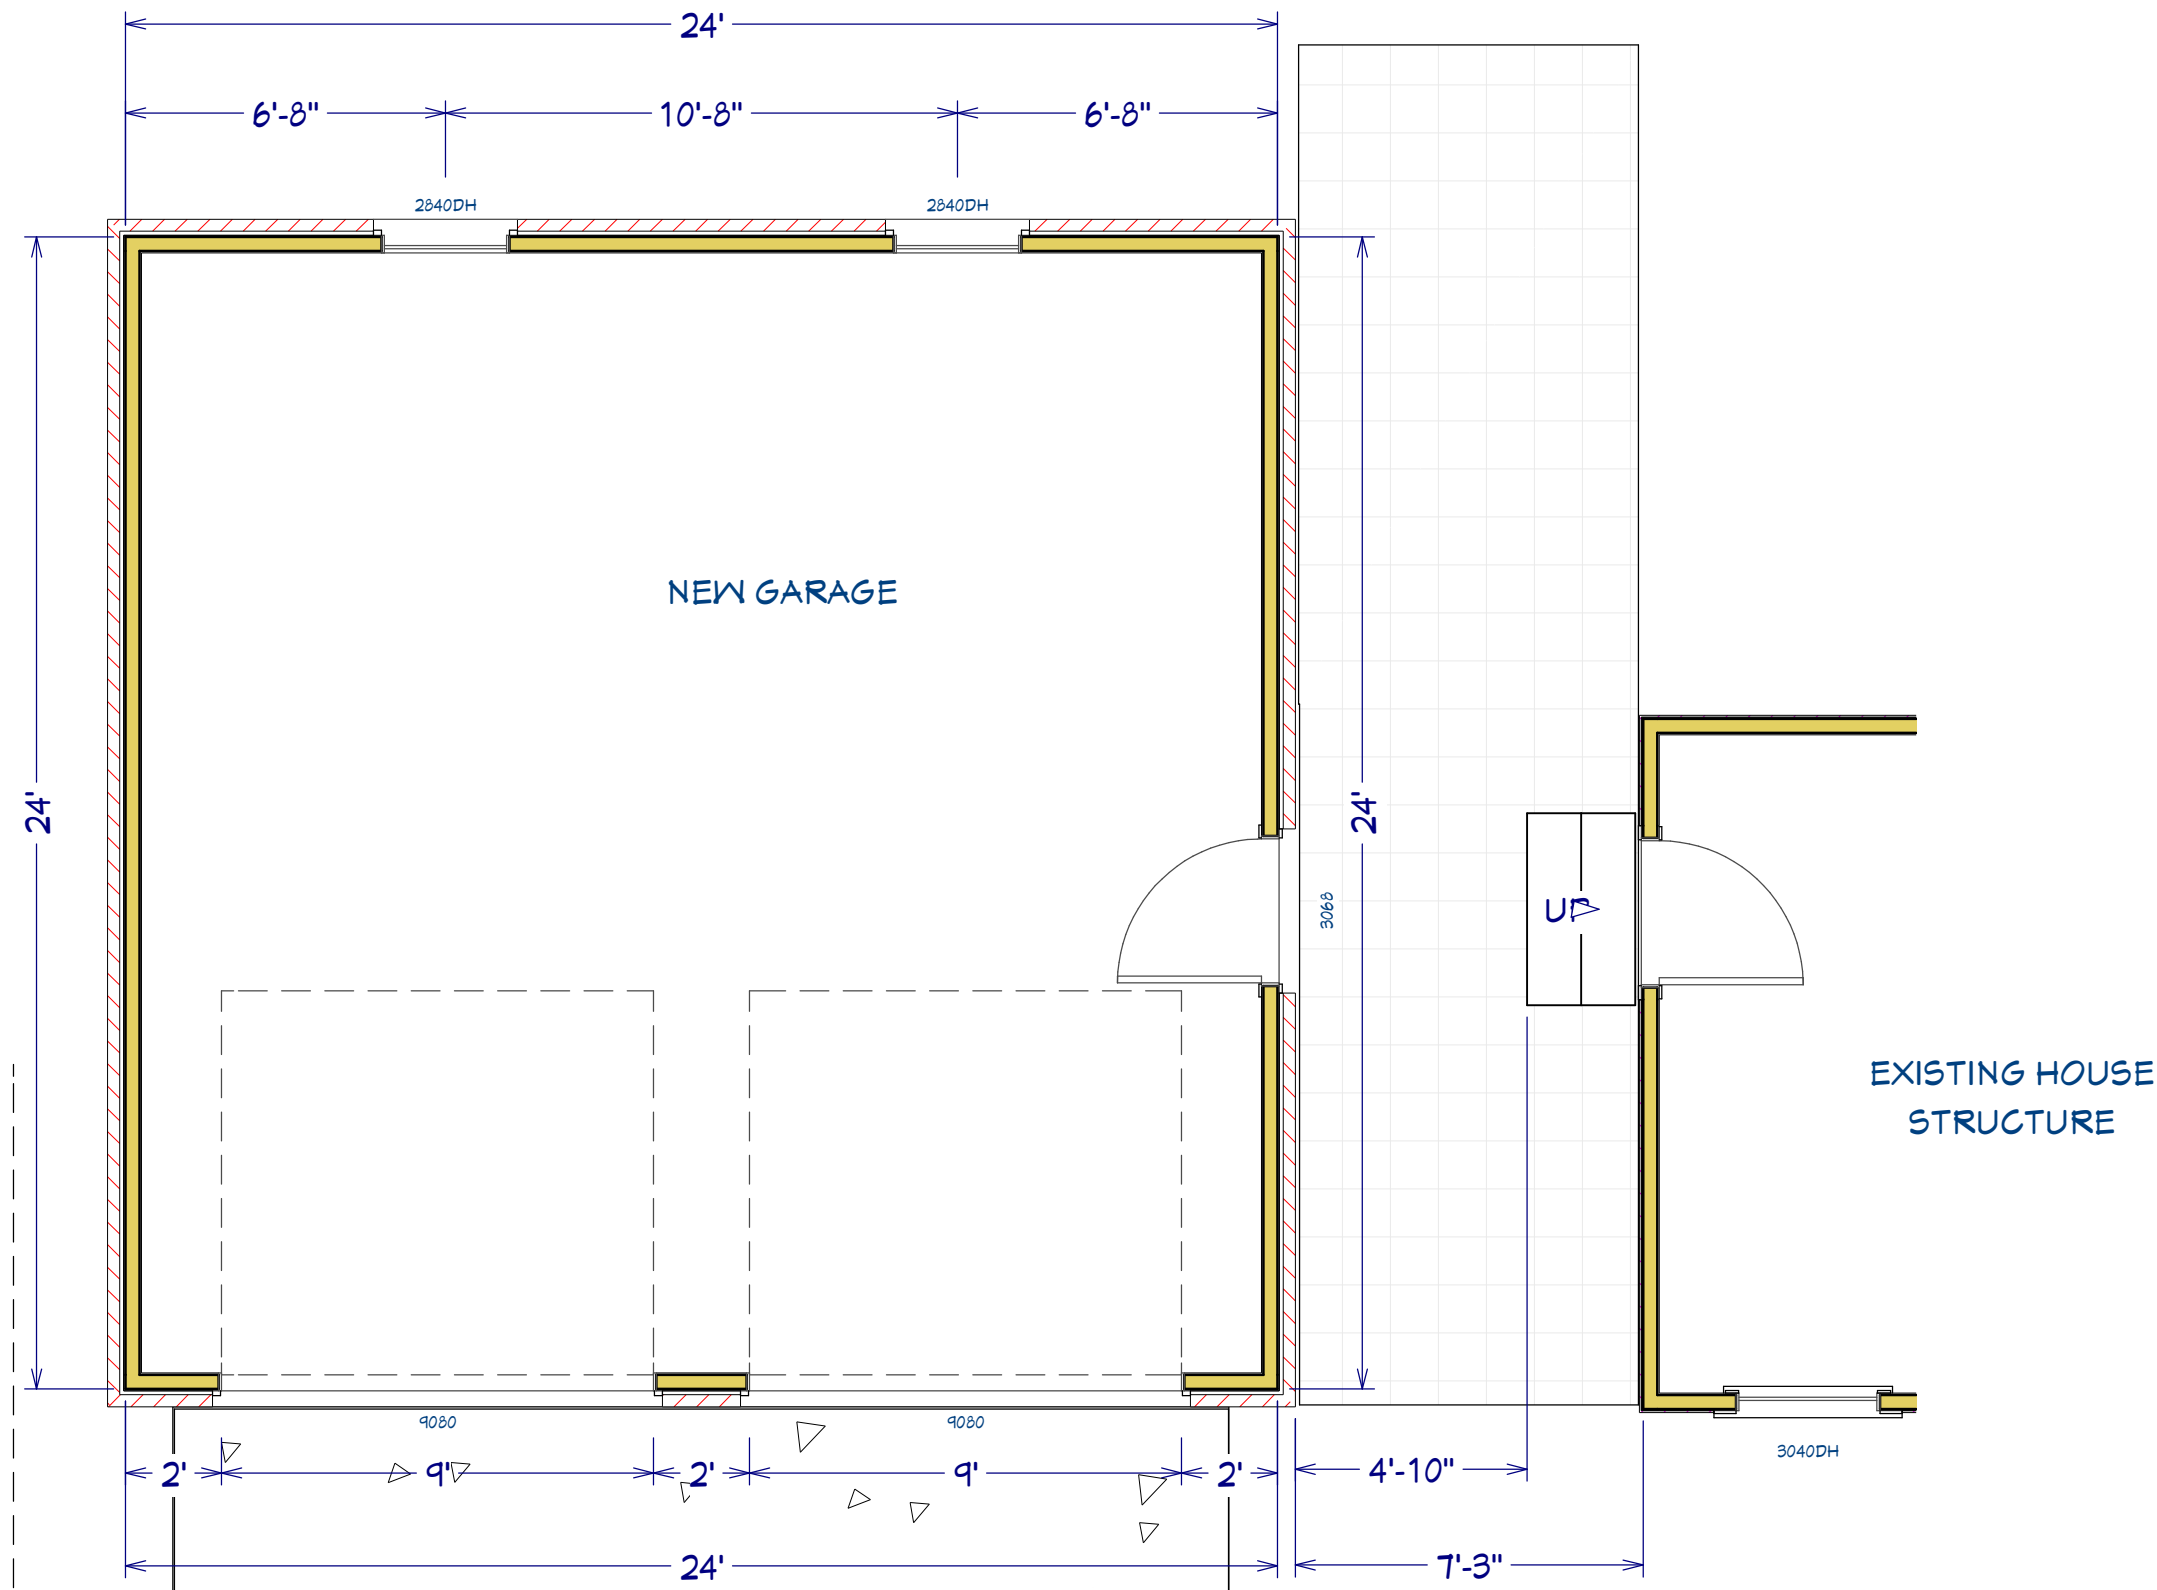 24'
6'-8"
10'-8"
6'-8"
2840DH
2840DH
NEW GARAGE
24'
24'
3068
UP
EXISTING HOUSE
STRUCTURE
9080
9080
3040DH
2'
9'
2'
9'
2'
4'-10"
24'
7'-3"